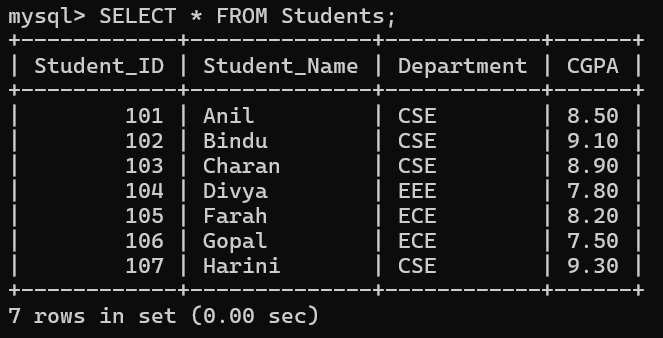 mysql> SELECT * FROM Students;
+------------+--------------+------------+------+
| Student_ID | Student_Name | Department | CGPA |
+------------+--------------+------------+------+
|        101 | Anil         | CSE        | 8.50 |
|        102 | Bindu        | CSE        | 9.10 |
|        103 | Charan       | CSE        | 8.90 |
|        104 | Divya        | EEE        | 7.80 |
|        105 | Farah        | ECE        | 8.20 |
|        106 | Gopal        | ECE        | 7.50 |
|        107 | Harini       | CSE        | 9.30 |
+------------+--------------+------------+------+
7 rows in set (0.00 sec)